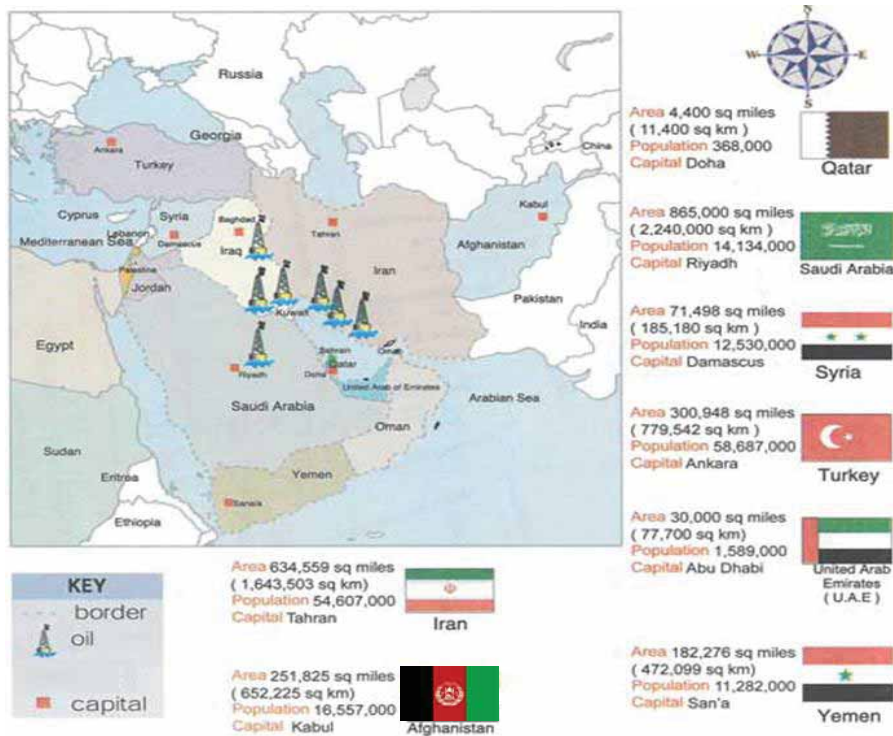 N
W E
S
Russia
Georgia
China
Ankara
Turkey
Cyprus
Syria
Lebanon
Mediterranean Sea
Damascus
Baghdad
Iraq
Tahran
Iran
Kabul
Afghanistan
Palestine
Jordah
Kuwait
Pakistan
India
Egypt
Bahrain
Qatar
Doha
Oman
Riyadh
United Arab of Emirates
Saudi Arabia
Arabian Sea
Oman
Sudan
Yemen
Eritrea
San'a
Ethiopia
Area 4,400 sq miles
( 11,400 sq km )
Population 368,000
Capital Doha
Qatar
Area 865,000 sq miles
( 2,240,000 sq km )
Population 14,134,000
Capital Riyadh
Saudi Arabia
Area 71,498 sq miles
( 185,180 sq km )
Population 12,530,000
Capital Damascus
Syria
Area 300,948 sq miles
( 779,542 sq km )
Population 58,687,000
Capital Ankara
Turkey
Area 30,000 sq miles
( 77,700 sq km )
Population 1,589,000
Capital Abu Dhabi
United Arab
Emirates
( U.A.E )
Area 182,276 sq miles
( 472,099 sq km )
Population 11,282,000
Capital San'a
Yemen
KEY
border
oil
capital
Area 634,559 sq miles
( 1,643,503 sq km )
Population 54,607,000
Capital Tahran
Iran
Area 251,825 sq miles
( 652,225 sq km )
Population 16,557,000
Capital Kabul
Afghanistan